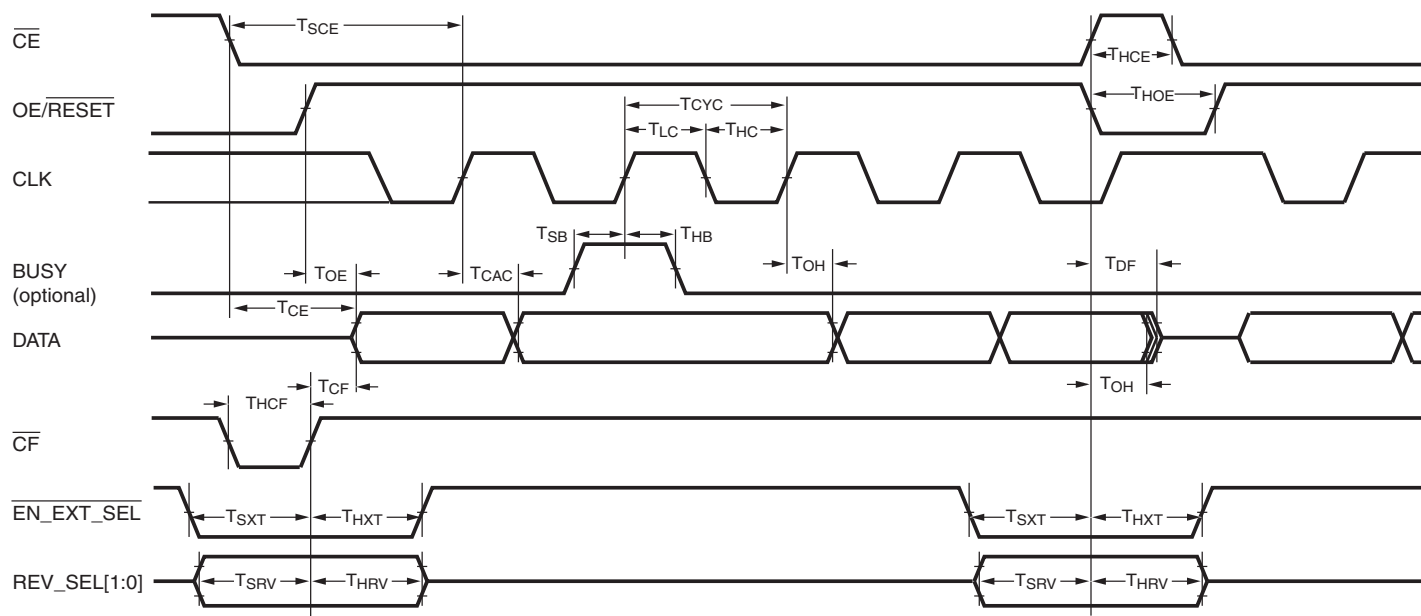 CE
TSCE
THCE
OE/RESET
TCYC
THOE
TLC
THC
CLK
TSB
THB
BUSY
(optional)
TOE
TCAC
TOH
TDF
TCE
DATA
TCF
TOH
THCF
CF
EN_EXT_SEL
TSXT
THXT
TSXT
THXT
REV_SEL[1:0]
TSRV
THRV
TSRV
THRV